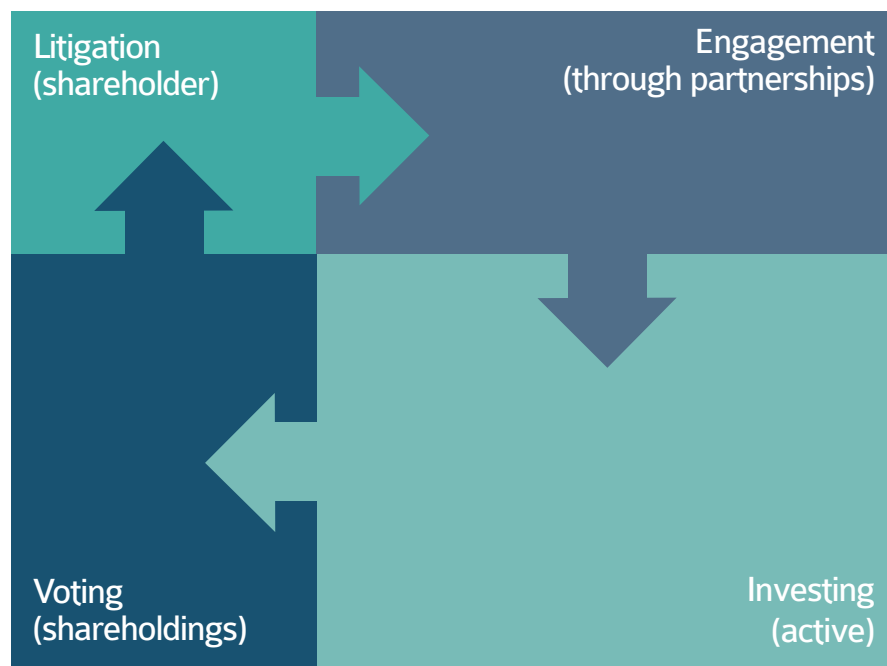 Litigation
(shareholder)
Engagement
(through partnerships)
Voting
(shareholdings)
Investing
(active)